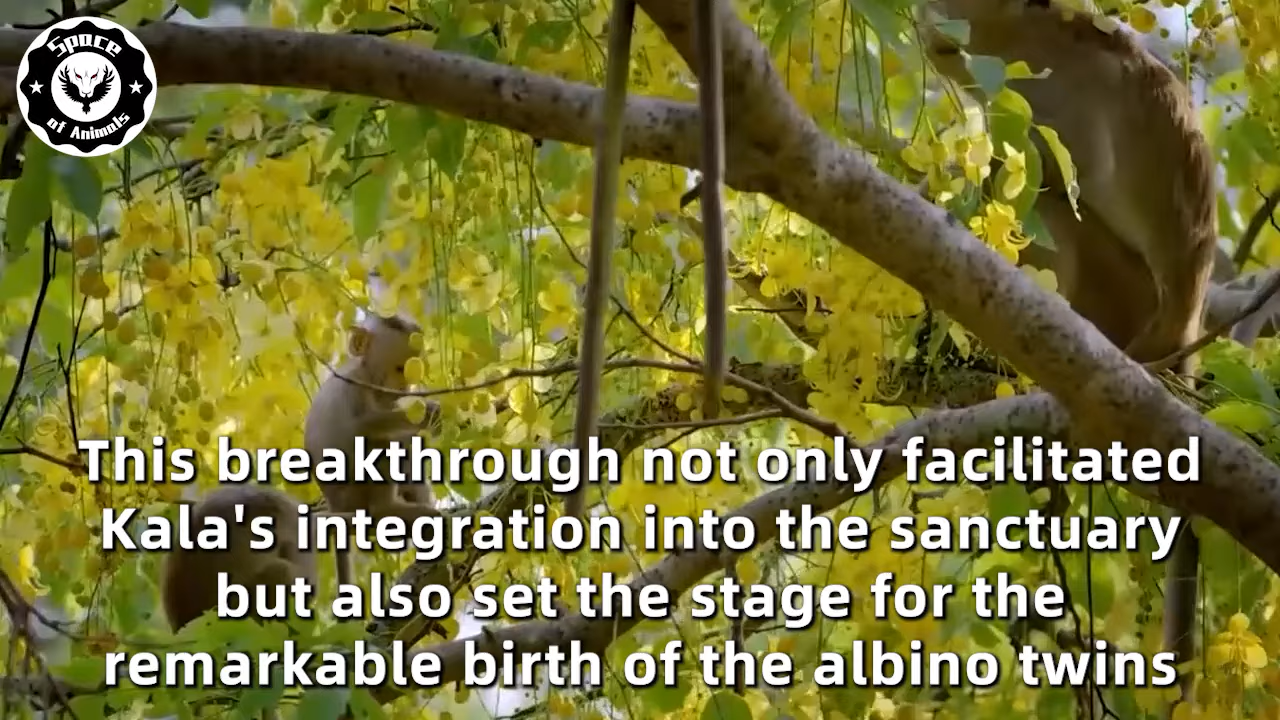 Space
of Animals
This breakthrough not only facilitated
Kala's integration into the sanctuary
but also set the stage for the
remarkable birth of the albino twins